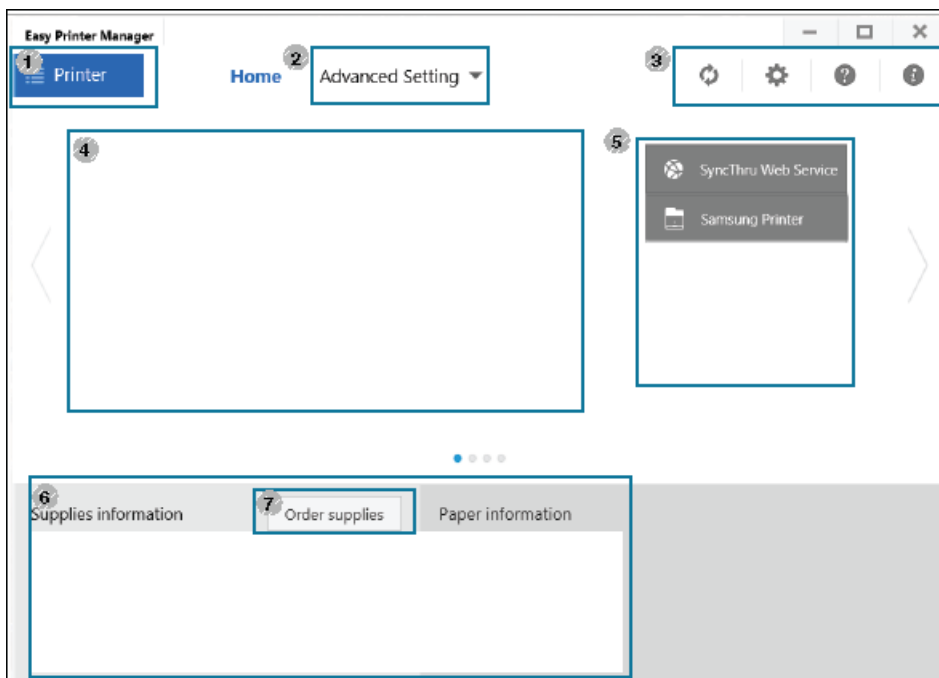 Easy Printer Manager
1 Printer
Home
2 Advanced Setting
3
4
5
SyncThru Web Service
Samsung Printer
6
Supplies information
7 Order supplies
Paper information